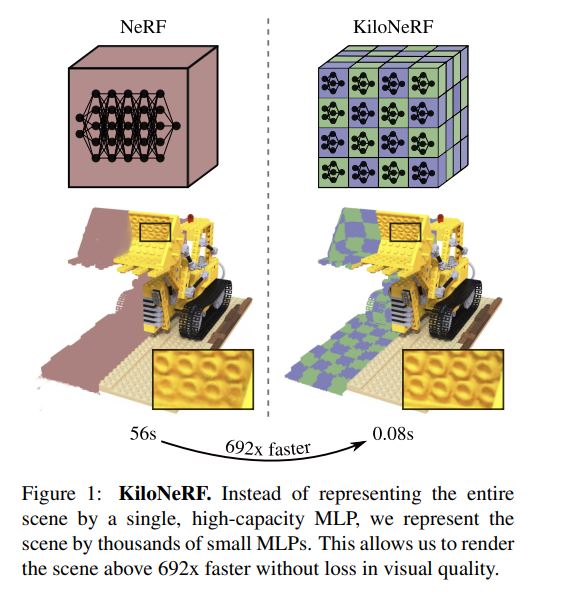 NeRF
KiloNeRF
56s
692x faster
0.08s
Figure 1: KiloNeRF. Instead of representing the entire
scene by a single, high-capacity MLP, we represent the
scene by thousands of small MLPs. This allows us to render
the scene above 692x faster without loss in visual quality.